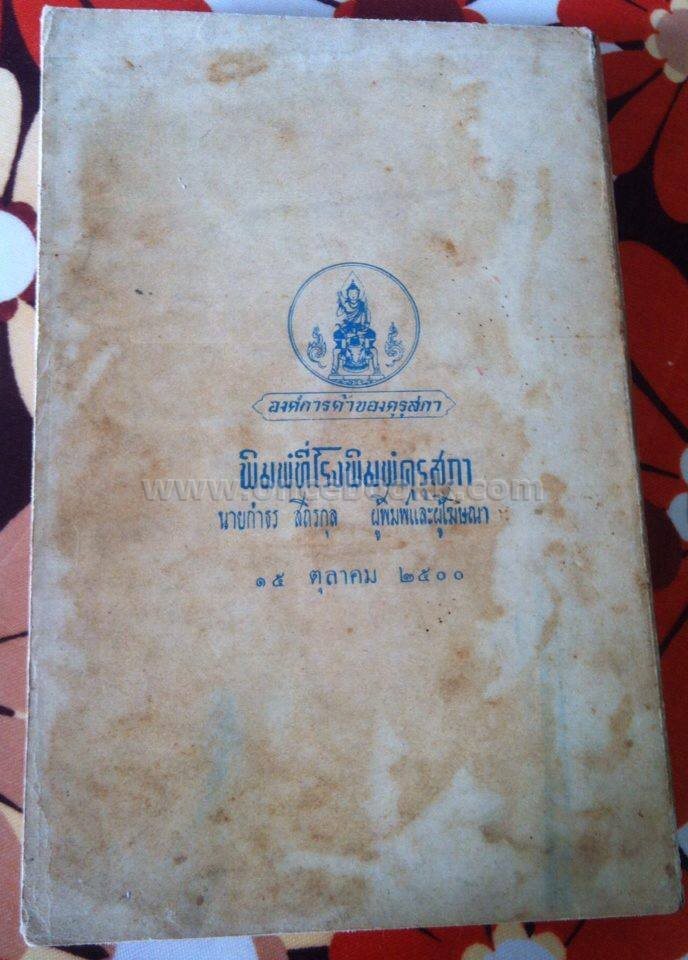 องค์การค้าของคุรุสภา
พิมพ์ที่โรงพิมพ์คุรุสภา
นายกำธร สถิรกุล ผู้พิมพ์และผู้โฆษณา
๑๕ ตุลาคม ๒๕๐๐